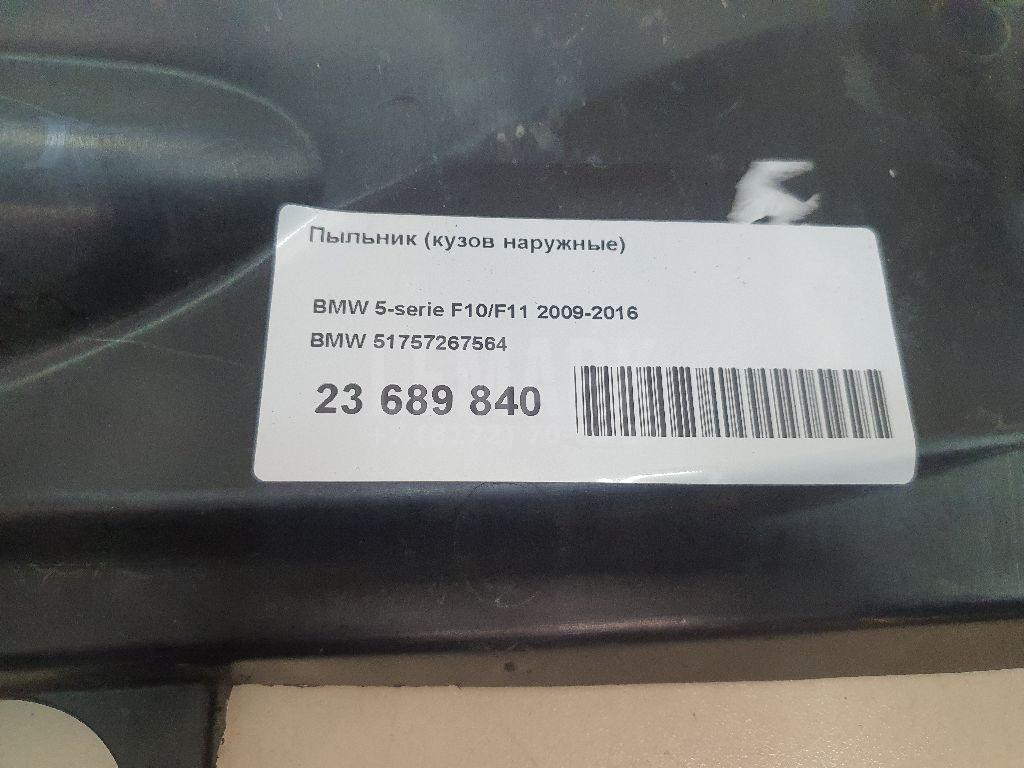 Пыльник (кузов наружные)
BMW 5-serie F10/F11 2009-2016
BMW 51757267564
23 689 840